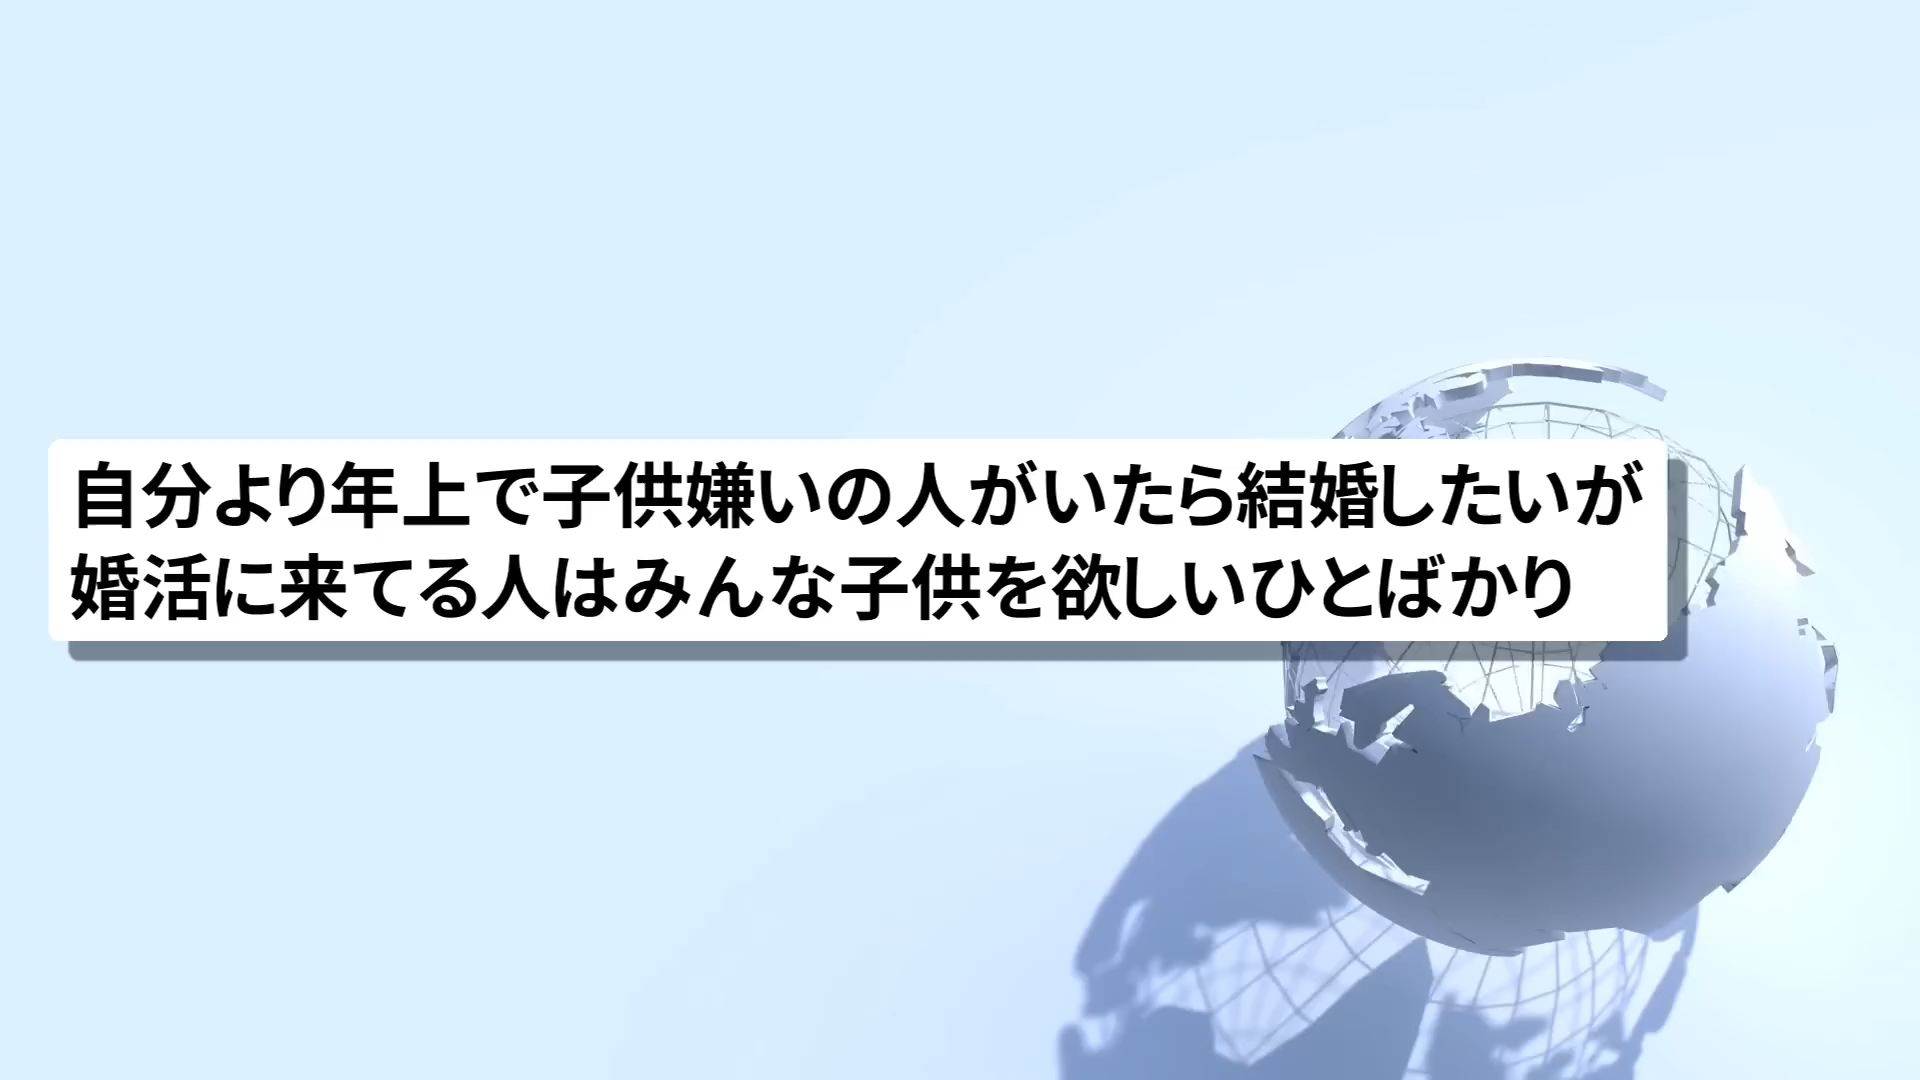 自分より年上で子供嫌いの人がいたら結婚したいが
婚活に来てる人はみんな子供を欲しいひとばかり